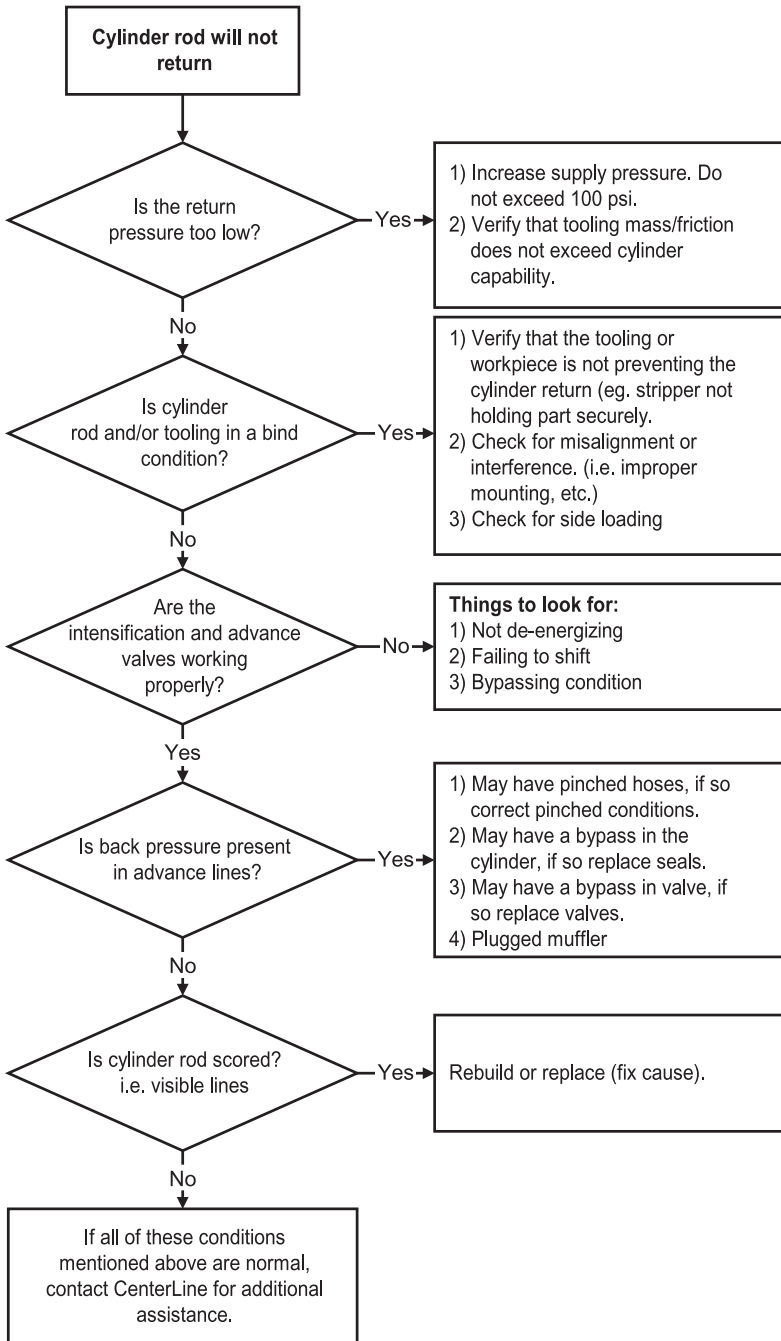 Cylinder rod will not
return
Is the return
pressure too low?
Yes
1) Increase supply pressure. Do
not exceed 100 psi.
2) Verify that tooling mass/friction
does not exceed cylinder
capability.
No
Is cylinder
rod and/or tooling in a bind
condition?
Yes
1) Verify that the tooling or
workpiece is not preventing the
cylinder return (eg. stripper not
holding part securely.
2) Check for misalignment or
interference. (i.e. improper
mounting, etc.)
3) Check for side loading
No
Are the
intensification and advance
valves working
properly?
No
Things to look for:
1) Not de-energizing
2) Failing to shift
3) Bypassing condition
Yes
Is back pressure present
in advance lines?
Yes
1) May have pinched hoses, if so
correct pinched conditions.
2) May have a bypass in the
cylinder, if so replace seals.
3) May have a bypass in valve, if
so replace valves.
4) Plugged muffler
No
Is cylinder rod scored?
i.e. visible lines
Yes
Rebuild or replace (fix cause).
No
If all of these conditions
mentioned above are normal,
contact CenterLine for additional
assistance.